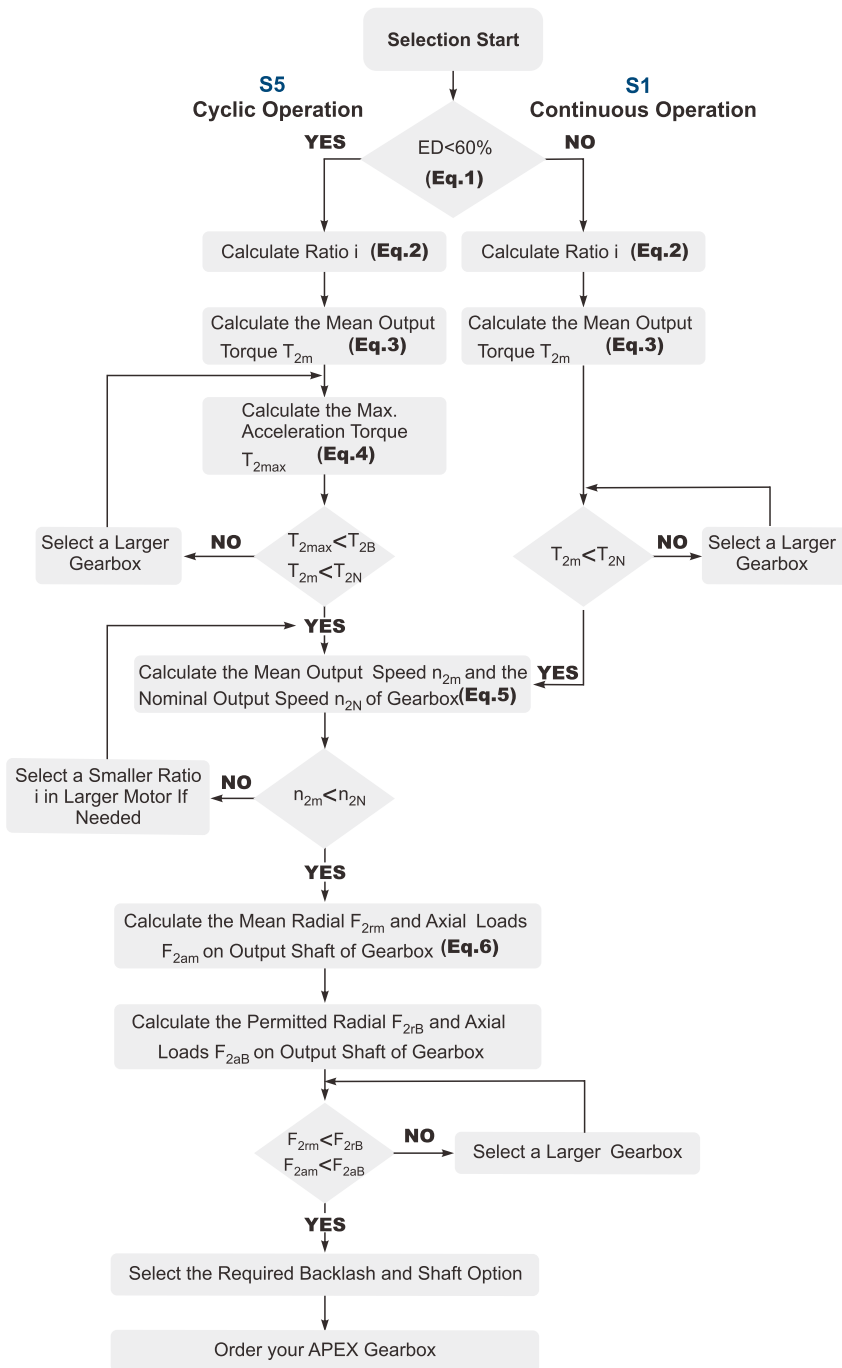 Selection Start
S5
Cyclic Operation
S1
Continuous Operation
YES
NO
ED<60%
(Eq.1)
Calculate Ratio i (Eq.2)
Calculate Ratio i (Eq.2)
Calculate the Mean Output
Torque T2m (Eq.3)
Calculate the Mean Output
Torque T2m (Eq.3)
Calculate the Max.
Acceleration Torque
T2max (Eq.4)
Select a Larger
Gearbox
NO
T2max<T2B
T2m<T2N
T2m<T2N
NO
Select a Larger
Gearbox
YES
Calculate the Mean Output Speed n2m and the
Nominal Output Speed n2N of Gearbox(Eq.5)
YES
Select a Smaller Ratio
i in Larger Motor If
Needed
NO
n2m<n2N
YES
Calculate the Mean Radial F2rm and Axial Loads
F2am on Output Shaft of Gearbox (Eq.6)
Calculate the Permitted Radial F2rB and Axial
Loads F2aB on Output Shaft of Gearbox
F2rm<F2rB
F2am<F2aB
NO
Select a Larger Gearbox
YES
Select the Required Backlash and Shaft Option
Order your APEX Gearbox